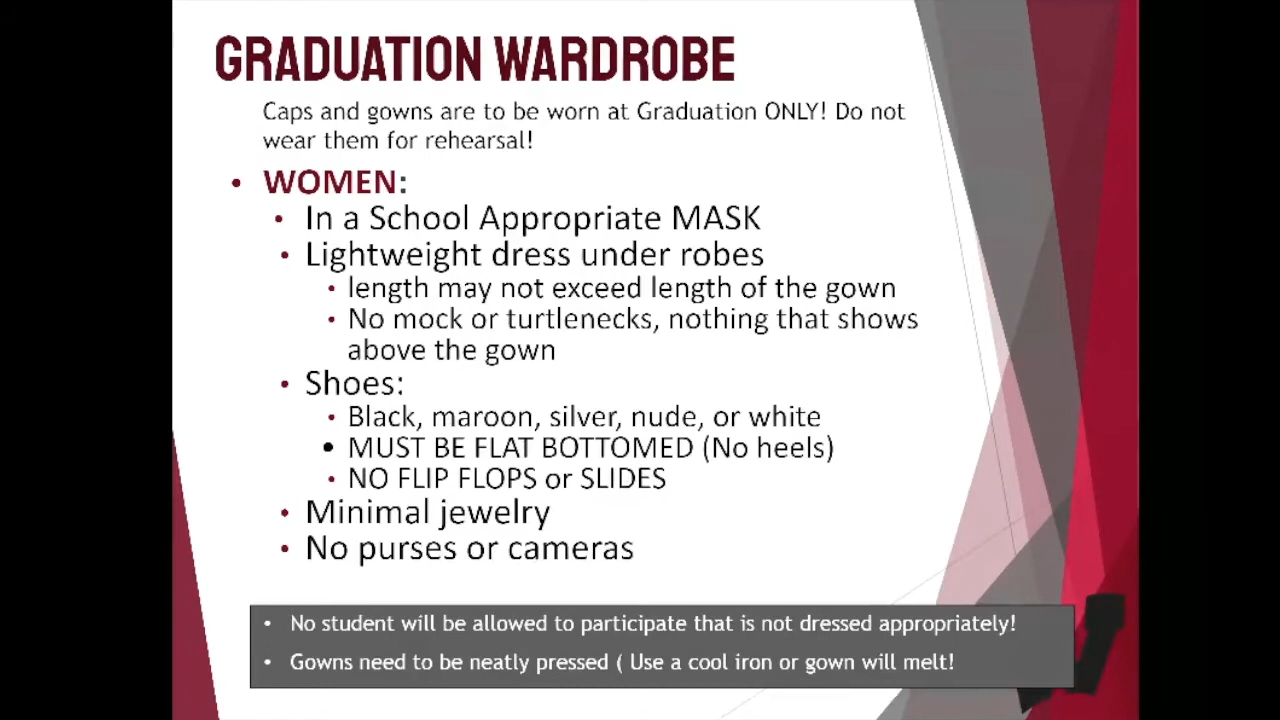 GRADUATION WARDROBE
Caps and gowns are to be worn at Graduation ONLY! Do not
wear them for rehearsal!
• WOMEN:
• In a School Appropriate MASK
• Lightweight dress under robes
• length may not exceed length of the gown
• No mock or turtlenecks, nothing that shows
above the gown
• Shoes:
• Black, maroon, silver, nude, or white
• MUST BE FLAT BOTTOMED (No heels)
• NO FLIP FLOPS or SLIDES
• Minimal jewelry
• No purses or cameras
• No student will be allowed to participate that is not dressed appropriately!
• Gowns need to be neatly pressed ( Use a cool iron or gown will melt!